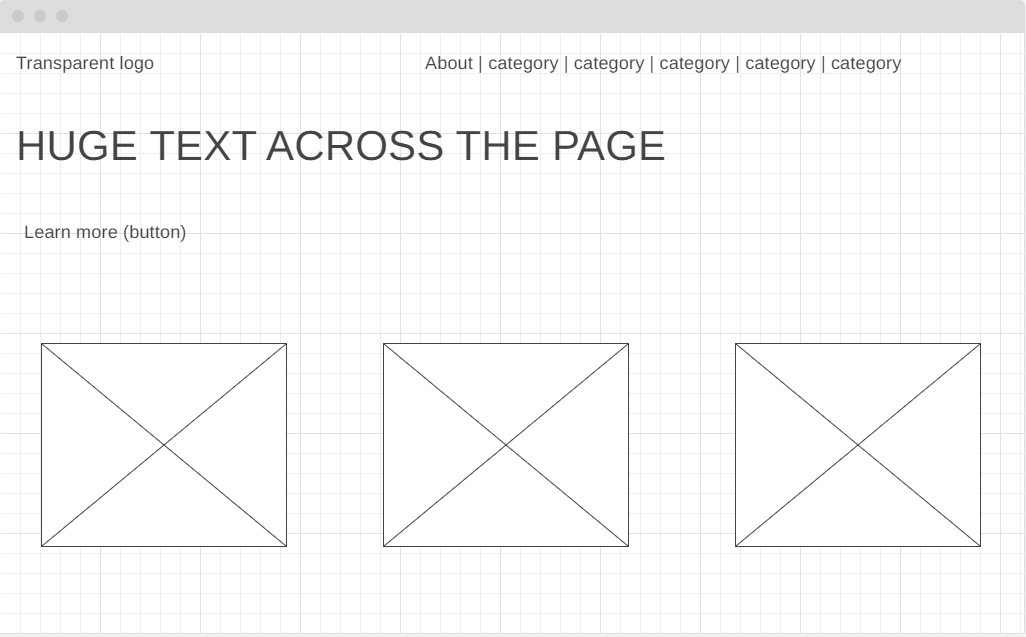 Transparent logo
About | category | category | category | category | category
HUGE TEXT ACROSS THE PAGE
Learn more (button)